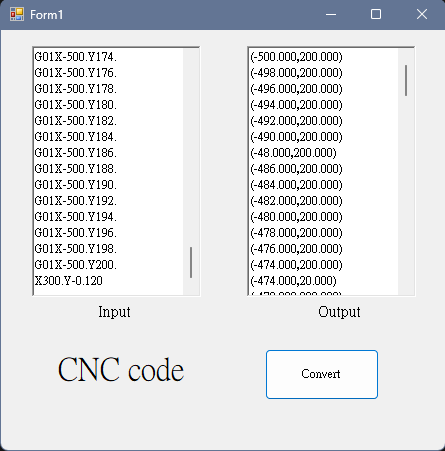 Form1
G01X-500.Y174.
G01X-500.Y176.
G01X-500.Y178.
G01X-500.Y180.
G01X-500.Y182.
G01X-500.Y184.
G01X-500.Y186.
G01X-500.Y188.
G01X-500.Y190.
G01X-500.Y192.
G01X-500.Y194.
G01X-500.Y196.
G01X-500.Y198.
G01X-500.Y200.
X300.Y-0.120
(-500.000,200.000)
(-498.000,200.000)
(-496.000,200.000)
(-494.000,200.000)
(-492.000,200.000)
(-490.000,200.000)
(-48.000,200.000)
(-486.000,200.000)
(-484.000,200.000)
(-482.000,200.000)
(-480.000,200.000)
(-478.000,200.000)
(-476.000,200.000)
(-474.000,200.000)
(-474.000,20.000)
Input
Output
CNC code
Convert